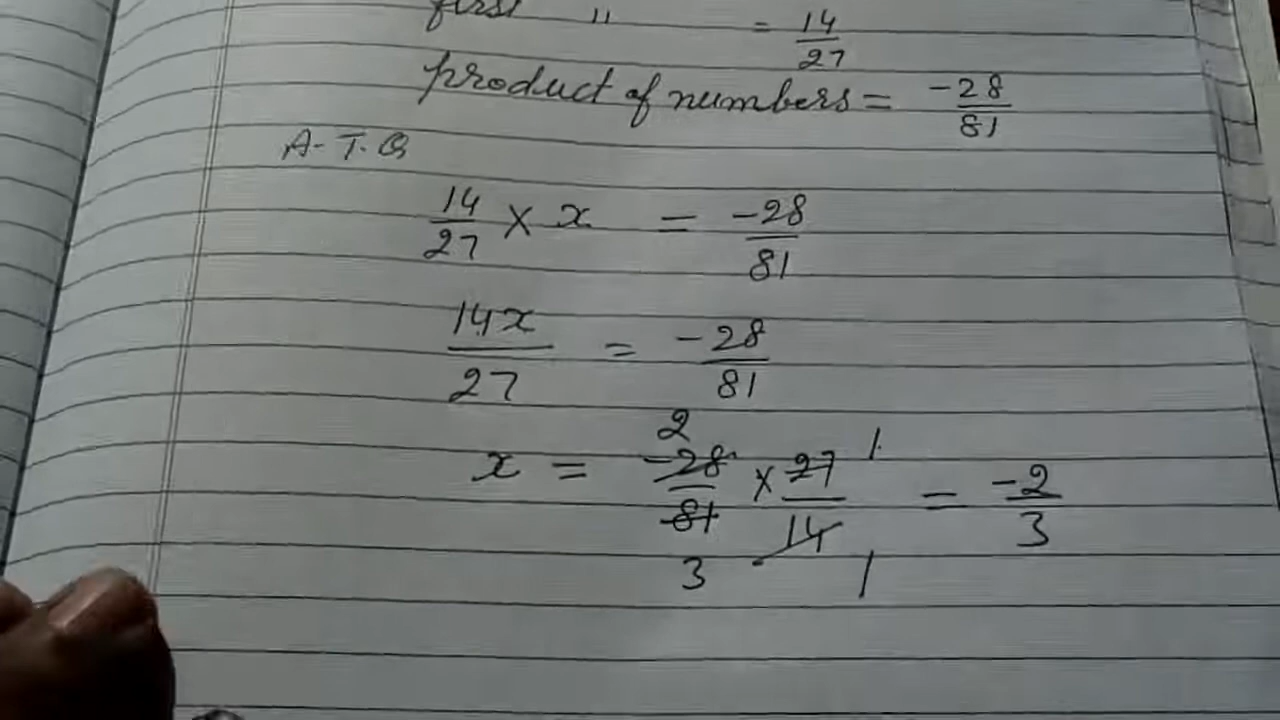 first " = 14/27
product of numbers = -28/81
A-T-Q
14/27 × x = -28/81
14x/27 = -28/81
2 1
x = -28/81 × 27/14 = -2/3
3 1